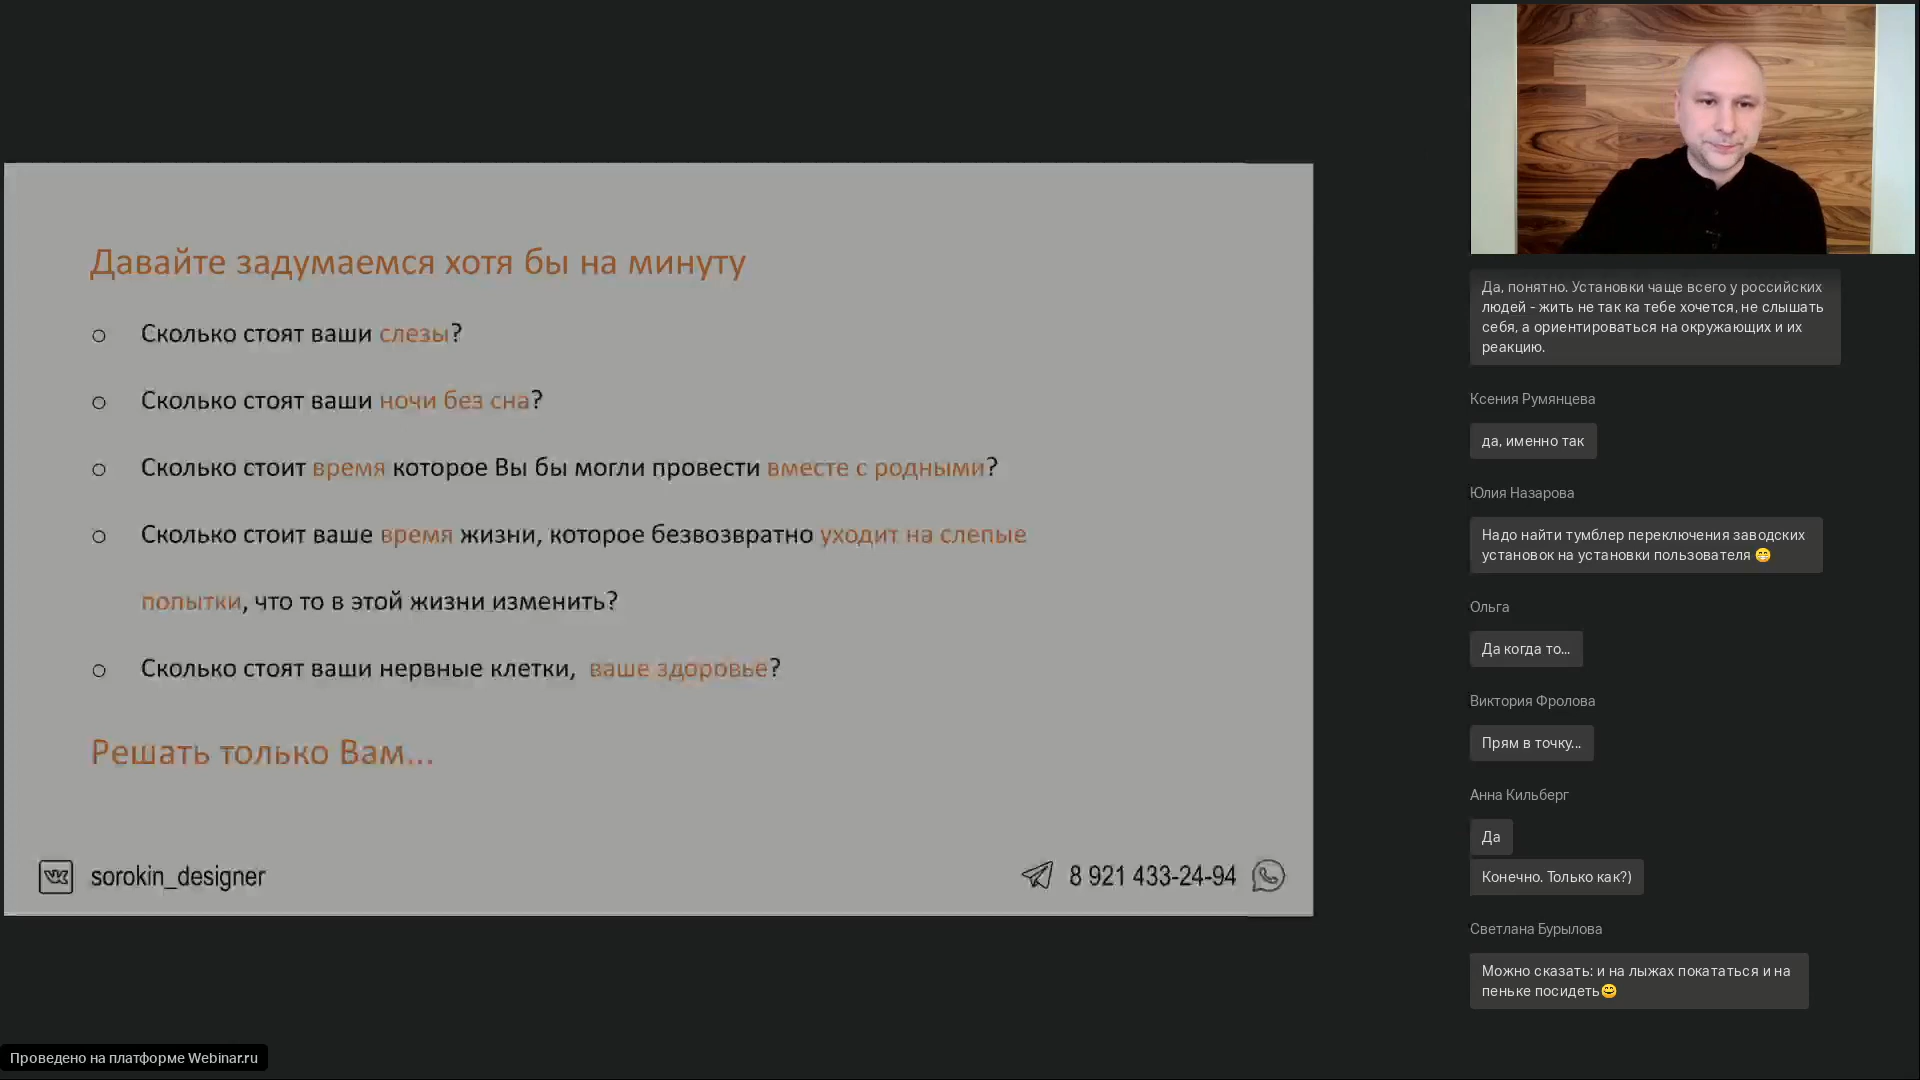 Давайте задумаемся хотя бы на минуту
o Сколько стоят ваши слезы?
o Сколько стоят ваши ночи без сна?
o Сколько стоит время которое Вы бы могли провести вместе с родными?
o Сколько стоит ваше время жизни, которое безвозвратно уходит на слепые
попытки, что то в этой жизни изменить?
o Сколько стоят ваши нервные клетки, ваше здоровье?
Решать только Вам...
sorokin_designer
8 921 433-24-94
Да, понятно. Установки чаще всего у российских
людей - жить не так ка тебе хочется, не слышать
себя, а ориентироваться на окружающих и их
реакцию.
Ксения Румянцева
да, именно так
Юлия Назарова
Надо найти тумблер переключения заводских
установок на установки пользователя 😁
Ольга
Да когда то...
Виктория Фролова
Прям в точку...
Анна Кильберг
Да
Конечно. Только как?)
Светлана Бурылова
Можно сказать: и на лыжах покататься и на
пеньке посидеть😊
Проведено на платформе Webinar.ru